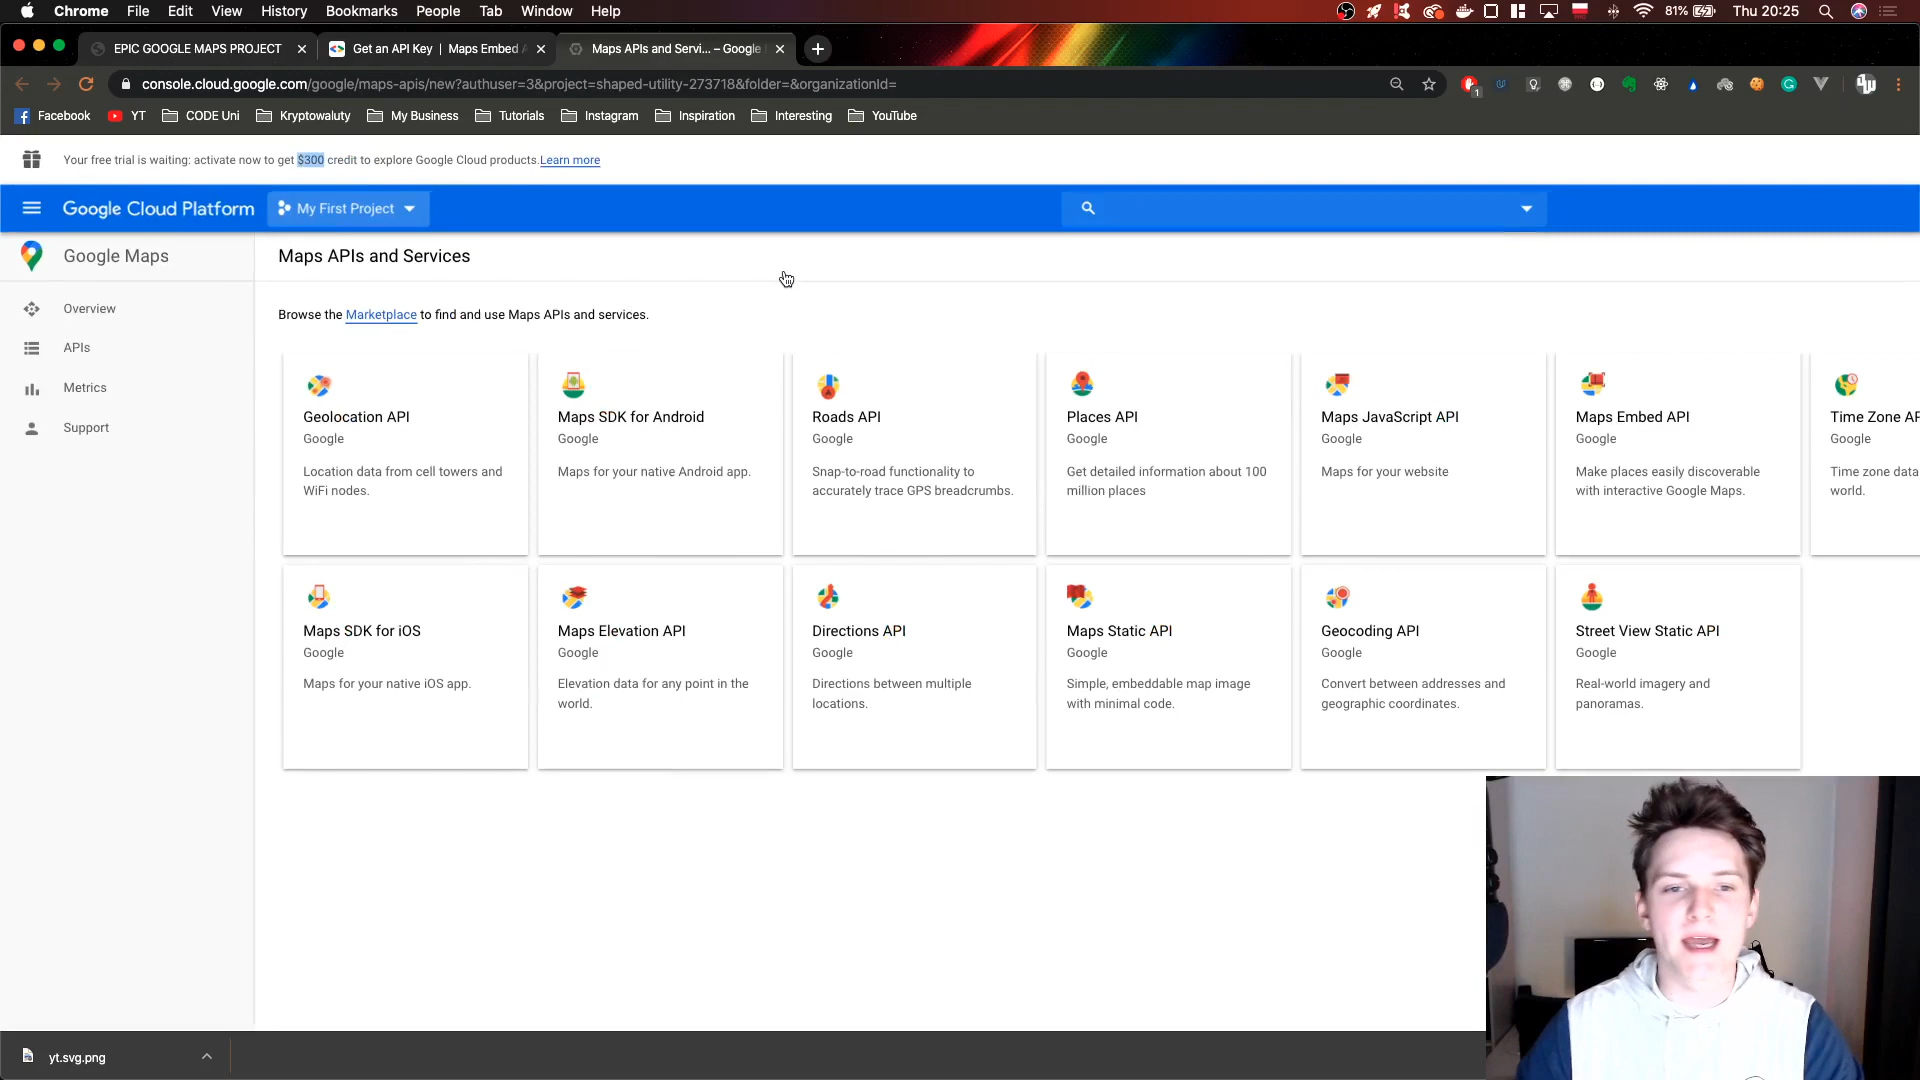 Chrome File Edit View History Bookmarks People Tab Window Help 81% Thu 20:25
EPIC GOOGLE MAPS PROJECT Get an API Key | Maps Embed A Maps APIs and Servi... – Google
console.cloud.google.com/google/maps-apis/new?authuser=3&project=shaped-utility-273718&folder=&organizationId=
1
Facebook YT CODE Uni Kryptowaluty My Business Tutorials Instagram Inspiration Interesting YouTube
Your free trial is waiting: activate now to get $300 credit to explore Google Cloud products. Learn more
Google Cloud Platform My First Project
Google Maps
Maps APIs and Services
Overview
APIs
Metrics
Support
Browse the Marketplace to find and use Maps APIs and services.
Geolocation API
Google
Location data from cell towers and
WiFi nodes.
Maps SDK for Android
Google
Maps for your native Android app.
Roads API
Google
Snap-to-road functionality to
accurately trace GPS breadcrumbs.
Places API
Google
Get detailed information about 100
million places
Maps JavaScript API
Google
Maps for your website
Maps Embed API
Google
Make places easily discoverable
with interactive Google Maps.
Time Zone AP
Google
Time zone data
world.
Maps SDK for iOS
Google
Maps for your native iOS app.
Maps Elevation API
Google
Elevation data for any point in the
world.
Directions API
Google
Directions between multiple
locations.
Maps Static API
Google
Simple, embeddable map image
with minimal code.
Geocoding API
Google
Convert between addresses and
geographic coordinates.
Street View Static API
Google
Real-world imagery and
panoramas.
yt.svg.png